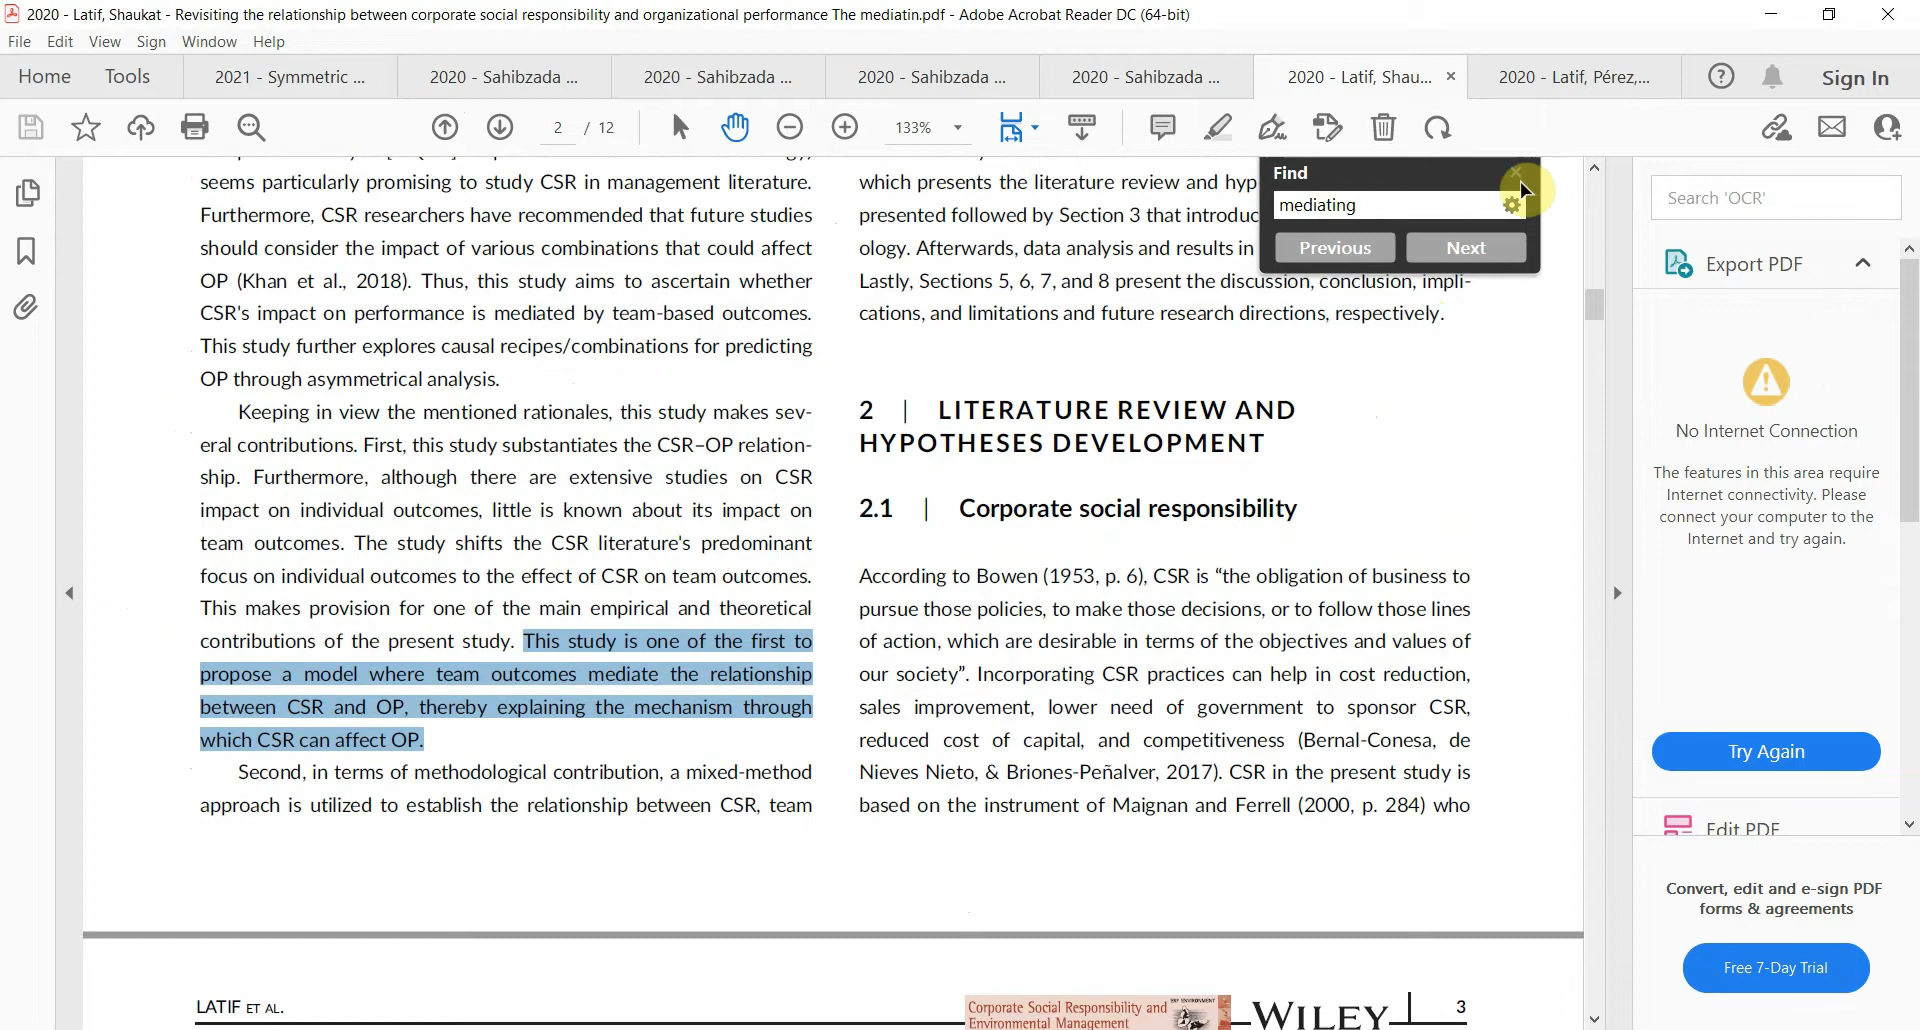 2020 - Latif, Shaukat - Revisiting the relationship between corporate social responsibility and organizational performance The mediatin.pdf - Adobe Acrobat Reader DC (64-bit)
File Edit View Sign Window Help
Home Tools 2021 - Symmetric ... 2020 - Sahibzada ... 2020 - Sahibzada ... 2020 - Sahibzada ... 2020 - Sahibzada ... 2020 - Latif, Shau... 2020 - Latif, Pérez,... Sign In
2 / 12 133%
seems particularly promising to study CSR in management literature.
Furthermore, CSR researchers have recommended that future studies
should consider the impact of various combinations that could affect
OP (Khan et al., 2018). Thus, this study aims to ascertain whether
CSR's impact on performance is mediated by team-based outcomes.
This study further explores causal recipes/combinations for predicting
OP through asymmetrical analysis.
Keeping in view the mentioned rationales, this study makes sev-
eral contributions. First, this study substantiates the CSR–OP relation-
ship. Furthermore, although there are extensive studies on CSR
impact on individual outcomes, little is known about its impact on
team outcomes. The study shifts the CSR literature's predominant
focus on individual outcomes to the effect of CSR on team outcomes.
This makes provision for one of the main empirical and theoretical
contributions of the present study. This study is one of the first to
propose a model where team outcomes mediate the relationship
between CSR and OP, thereby explaining the mechanism through
which CSR can affect OP.
Second, in terms of methodological contribution, a mixed-method
approach is utilized to establish the relationship between CSR, team
which presents the literature review and hyp
presented followed by Section 3 that introduc
ology. Afterwards, data analysis and results in
Lastly, Sections 5, 6, 7, and 8 present the discussion, conclusion, impli-
cations, and limitations and future research directions, respectively.
2 | LITERATURE REVIEW AND
HYPOTHESES DEVELOPMENT
2.1 | Corporate social responsibility
According to Bowen (1953, p. 6), CSR is “the obligation of business to
pursue those policies, to make those decisions, or to follow those lines
of action, which are desirable in terms of the objectives and values of
our society”. Incorporating CSR practices can help in cost reduction,
sales improvement, lower need of government to sponsor CSR,
reduced cost of capital, and competitiveness (Bernal-Conesa, de
Nieves Nieto, & Briones-Peñalver, 2017). CSR in the present study is
based on the instrument of Maignan and Ferrell (2000, p. 284) who
Find
mediating
Previous Next
Search 'OCR'
Export PDF
No Internet Connection
The features in this area require
Internet connectivity. Please
connect your computer to the
Internet and try again.
Try Again
Edit PDF
Convert, edit and e-sign PDF
forms & agreements
Free 7-Day Trial
LATIF ET AL.
Corporate Social Responsibility and
Environmental Management
WILEY 3